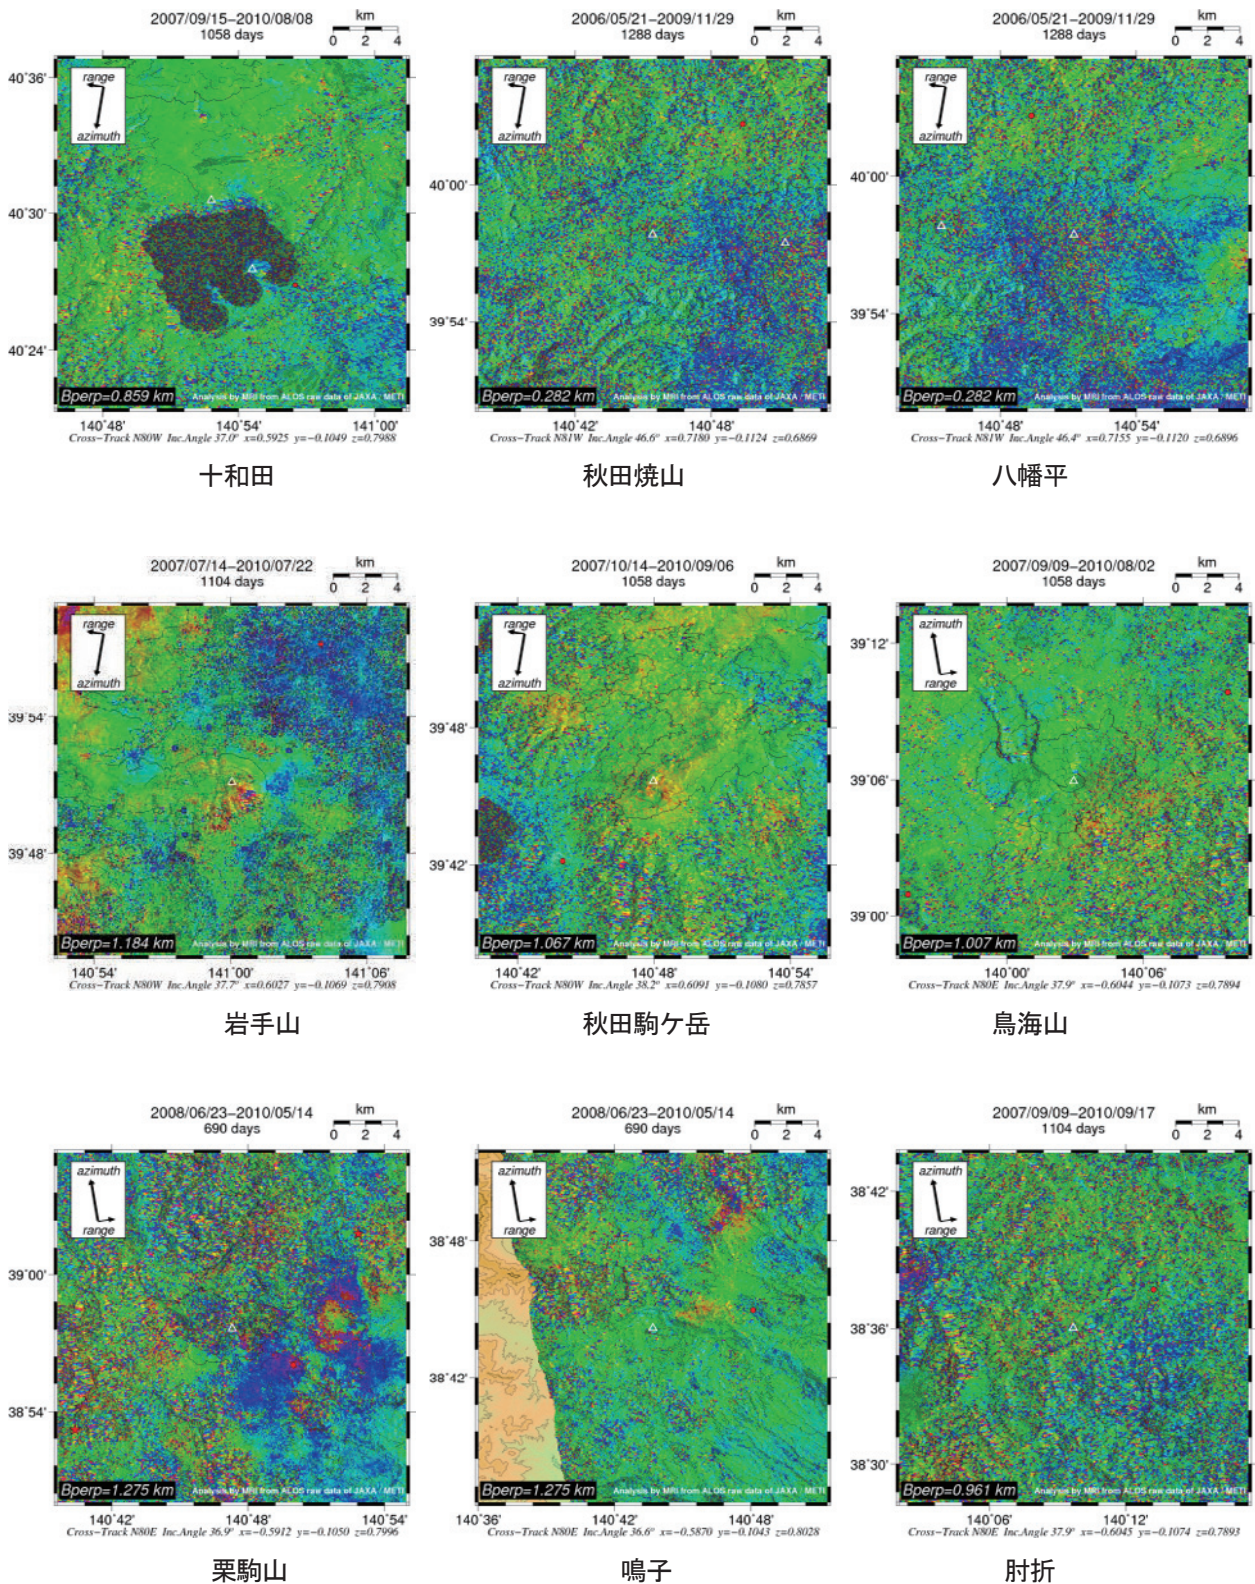 2007/09/15−2010/08/08
1058 days
km
0 2 4
range
azimuth
40˚36'
40˚30'
40˚24'
Bperp=0.859 km
Analysis by MRI from ALOS raw data of JAXA / METI
140˚48' 140˚54' 141˚00'
Cross−Track N80W Inc.Angle 37.0° x=0.5925 y=−0.1049 z=0.7988
十和田
2006/05/21−2009/11/29
1288 days
km
0 2 4
range
azimuth
40˚00'
39˚54'
Bperp=0.282 km
Analysis by MRI from ALOS raw data of JAXA / METI
140˚42' 140˚48'
Cross−Track N81W Inc.Angle 46.6° x=0.7180 y=−0.1124 z=0.6869
秋田焼山
2006/05/21−2009/11/29
1288 days
km
0 2 4
range
azimuth
40˚00'
39˚54'
Bperp=0.282 km
Analysis by MRI from ALOS raw data of JAXA / METI
140˚48' 140˚54'
Cross−Track N81W Inc.Angle 46.4° x=0.7155 y=−0.1120 z=0.6896
八幡平
2007/07/14−2010/07/22
1104 days
km
0 2 4
range
azimuth
39˚54'
39˚48'
Bperp=1.184 km
Analysis by MRI from ALOS raw data of JAXA / METI
140˚54' 141˚00' 141˚06'
Cross−Track N80W Inc.Angle 37.7° x=0.6027 y=−0.1069 z=0.7908
岩手山
2007/10/14−2010/09/06
1058 days
km
0 2 4
range
azimuth
39˚48'
39˚42'
Bperp=1.067 km
Analysis by MRI from ALOS raw data of JAXA / METI
140˚42' 140˚48' 140˚54'
Cross−Track N80W Inc.Angle 38.2° x=0.6091 y=−0.1080 z=0.7857
秋田駒ケ岳
2007/09/09−2010/08/02
1058 days
km
0 2 4
azimuth
range
39˚12'
39˚06'
39˚00'
Bperp=1.007 km
Analysis by MRI from ALOS raw data of JAXA / METI
140˚00' 140˚06'
Cross−Track N80E Inc.Angle 37.9° x=−0.6044 y=−0.1073 z=0.7894
鳥海山
2008/06/23−2010/05/14
690 days
km
0 2 4
azimuth
range
39˚00'
38˚54'
Bperp=1.275 km
Analysis by MRI from ALOS raw data of JAXA / METI
140˚42' 140˚48' 140˚54'
Cross−Track N80E Inc.Angle 36.9° x=−0.5912 y=−0.1050 z=0.7996
栗駒山
2008/06/23−2010/05/14
690 days
km
0 2 4
azimuth
range
38˚48'
38˚42'
Bperp=1.275 km
Analysis by MRI from ALOS raw data of JAXA / METI
140˚36' 140˚42' 140˚48'
Cross−Track N80E Inc.Angle 36.6° x=−0.5870 y=−0.1043 z=0.8028
鳴子
2007/09/09−2010/09/17
1104 days
km
0 2 4
azimuth
range
38˚42'
38˚36'
38˚30'
Bperp=0.961 km
Analysis by MRI from ALOS raw data of JAXA / METI
140˚06' 140˚12'
Cross−Track N80E Inc.Angle 37.9° x=−0.6045 y=−0.1074 z=0.7893
肘折